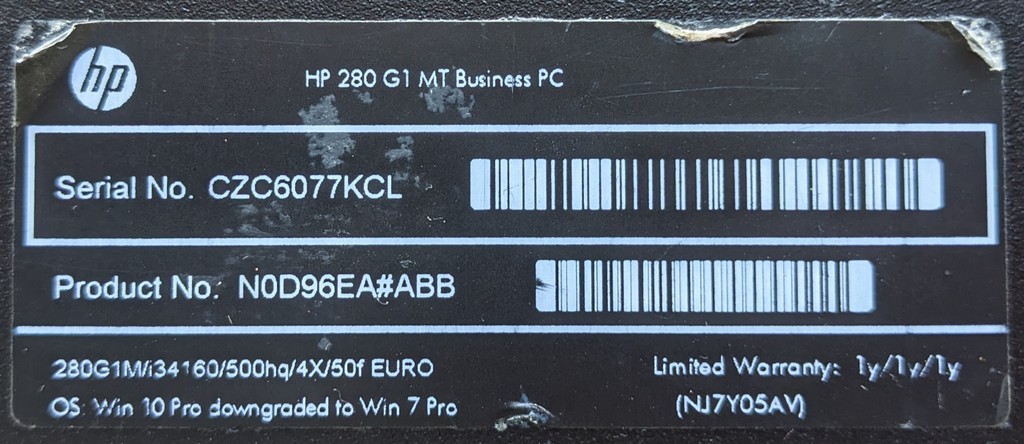 hp
HP 280 G1 MT Business PC
Serial No. CZC6077KCL
Product No. N0D96EA#ABB
280G1M/i34160/500hq/4X/50f EURO
Limited Warranty: 1y/1y/1y
OS: Win 10 Pro downgraded to Win 7 Pro
(NJ7Y05AV)